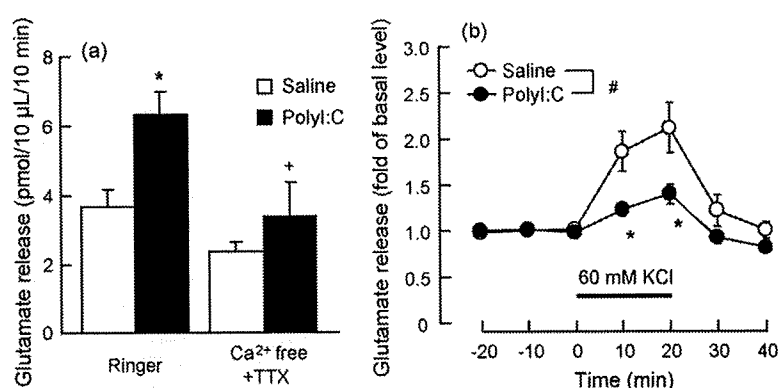 (a)
Glutamate release (pmol/10 µL/10 min)
8
6
4
2
0
*
+
Saline
PolyI:C
Ringer
Ca²⁺ free
+TTX
(b)
Glutamate release (fold of basal level)
3.0
2.5
2.0
1.5
1.0
0.5
0
Saline
PolyI:C
#
*
*
60 mM KCl
-20 -10 0 10 20 30 40
Time (min)